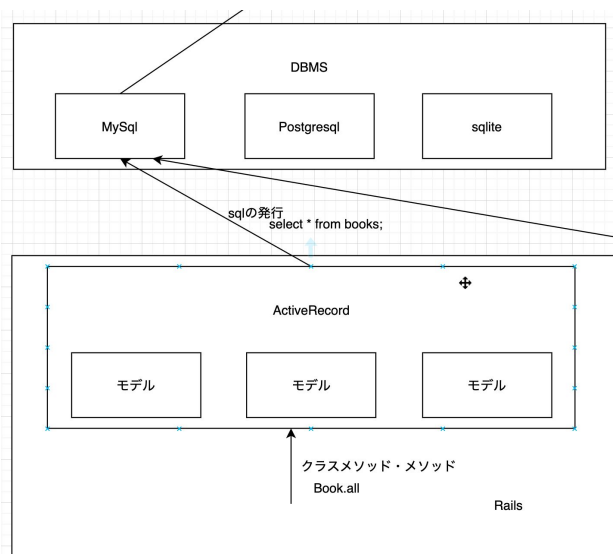 DBMS
MySql
Postgresql
sqlite
sqlの発行
select * from books;
ActiveRecord
モデル
モデル
モデル
クラスメソッド・メソッド
Book.all
Rails